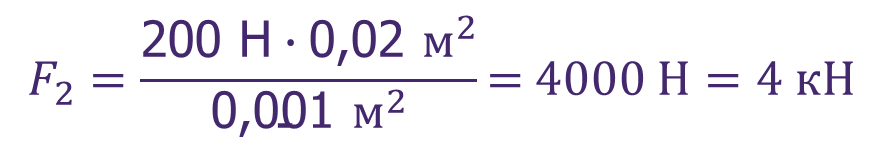 F₂ = (200 Н · 0,02 м²) / (0,001 м²) = 4000 Н = 4 кН